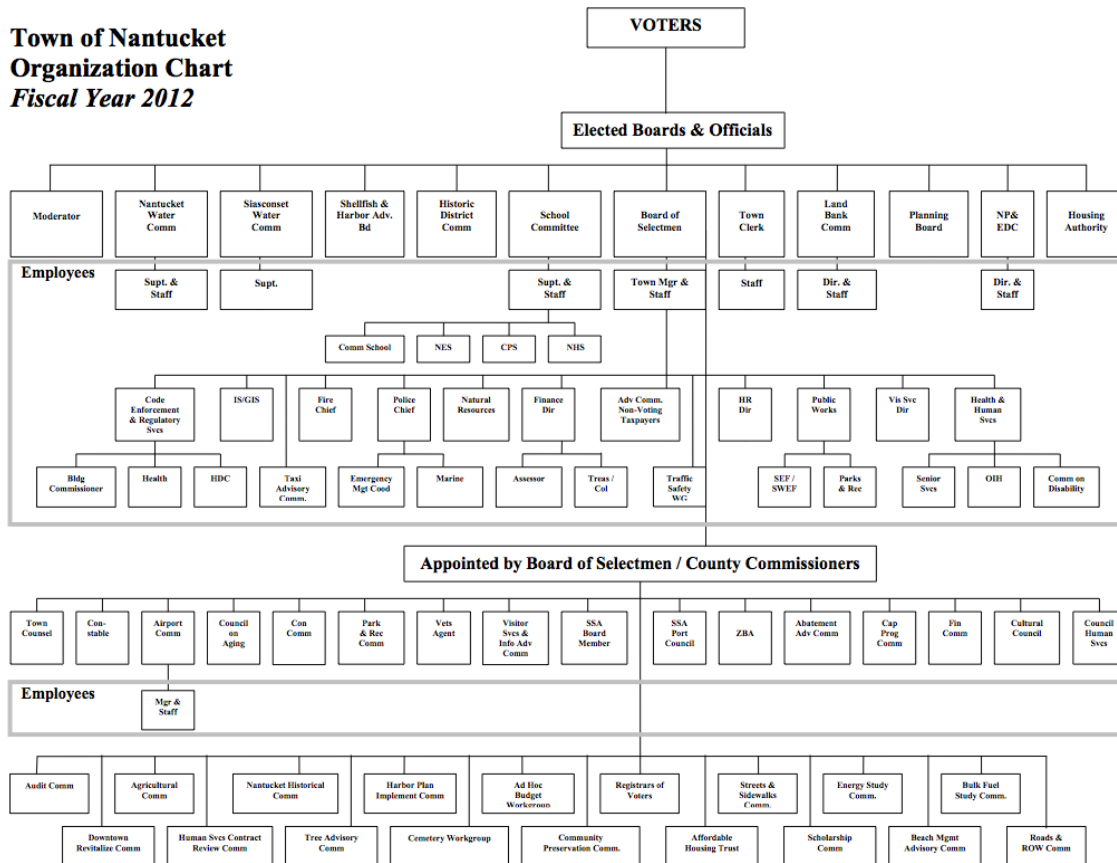 Town of Nantucket
Organization Chart
Fiscal Year 2012
VOTERS
Elected Boards & Officials
Moderator
Nantucket
Water
Comm
Siasconset
Water
Comm
Shellfish &
Harbor Adv.
Bd
Historic
District
Comm
School
Committee
Board of
Selectmen
Town
Clerk
Land
Bank
Comm
Planning
Board
NP&
EDC
Housing
Authority
Employees
Supt. &
Staff
Supt.
Supt. &
Staff
Town Mgr &
Staff
Staff
Dir. &
Staff
Dir. &
Staff
Comm School
NES
CPS
NHS
Code
Enforcement
& Regulatory
Svcs
IS/GIS
Fire
Chief
Police
Chief
Natural
Resources
Finance
Dir
Adv Comm.
Non-Voting
Taxpayers
HR
Dir
Public
Works
Vis Svc
Dir
Health &
Human
Svcs
Bldg
Commissioner
Health
HDC
Taxi
Advisory
Comm.
Emergency
Mgt Cood
Marine
Assessor
Treas /
Col
Traffic
Safety
WG
SEF /
SWEF
Parks
& Rec
Senior
Svcs
OIH
Comm on
Disability
Appointed by Board of Selectmen / County Commissioners
Town
Counsel
Con-
stable
Airport
Comm
Council
on
Aging
Con
Comm
Park
& Rec
Comm
Vets
Agent
Visitor
Svcs &
Info Adv
Comm
SSA
Board
Member
SSA
Port
Council
ZBA
Abatement
Adv Comm
Cap
Prog
Comm
Fin
Comm
Cultural
Council
Council
Human
Svcs
Employees
Mgr &
Staff
Audit Comm
Agricultural
Comm
Nantucket Historical
Comm
Harbor Plan
Implement Comm
Ad Hoc
Budget
Workgroup
Registrars of
Voters
Streets &
Sidewalks
Comm.
Energy Study
Comm.
Bulk Fuel
Study Comm.
Downtown
Revitalize Comm
Human Svcs Contract
Review Comm
Tree Advisory
Comm
Cemetery Workgroup
Community
Preservation Comm.
Affordable
Housing Trust
Scholarship
Comm
Beach Mgmt
Advisory Comm
Roads &
ROW Comm